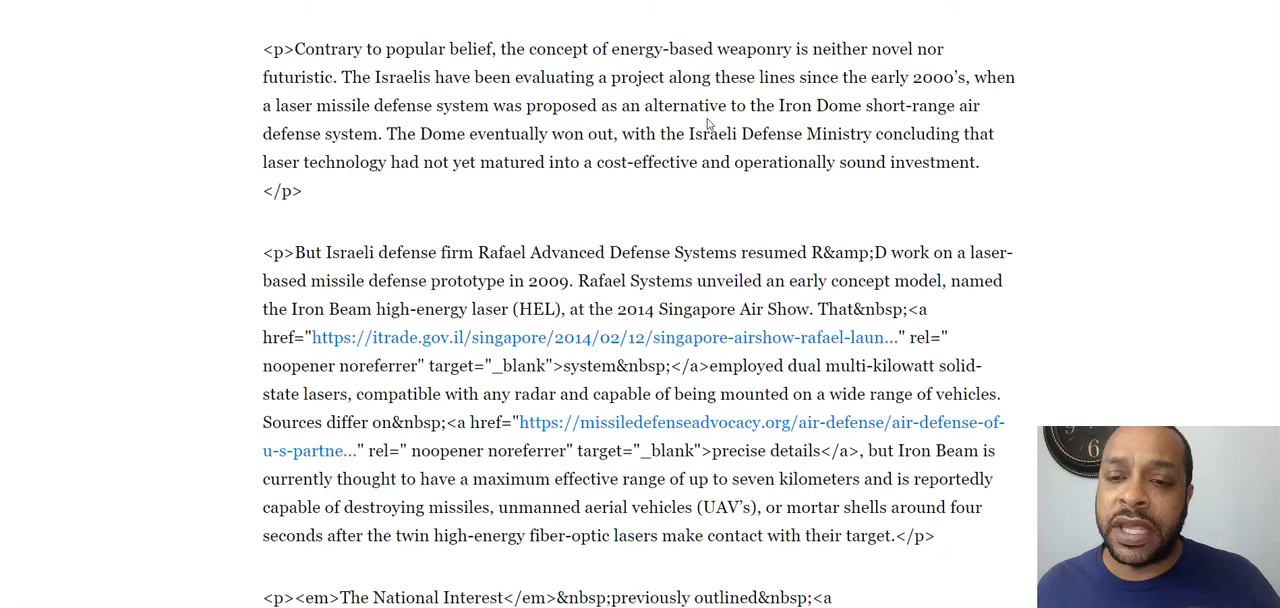 <p>Contrary to popular belief, the concept of energy-based weaponry is neither novel nor
futuristic. The Israelis have been evaluating a project along these lines since the early 2000’s, when
a laser missile defense system was proposed as an alternative to the Iron Dome short-range air
defense system. The Dome eventually won out, with the Israeli Defense Ministry concluding that
laser technology had not yet matured into a cost-effective and operationally sound investment.
</p>
<p>But Israeli defense firm Rafael Advanced Defense Systems resumed R&amp;D work on a laser-
based missile defense prototype in 2009. Rafael Systems unveiled an early concept model, named
the Iron Beam high-energy laser (HEL), at the 2014 Singapore Air Show. That&nbsp;<a
href="https://itrade.gov.il/singapore/2014/02/12/singapore-airshow-rafael-laun..." rel="
noopener noreferrer" target="_blank">system&nbsp;</a>employed dual multi-kilowatt solid-
state lasers, compatible with any radar and capable of being mounted on a wide range of vehicles.
Sources differ on&nbsp;<a href="https://missiledefenseadvocacy.org/air-defense/air-defense-of-
u-s-partne..." rel=" noopener noreferrer" target="_blank">precise details</a>, but Iron Beam is
currently thought to have a maximum effective range of up to seven kilometers and is reportedly
capable of destroying missiles, unmanned aerial vehicles (UAV’s), or mortar shells around four
seconds after the twin high-energy fiber-optic lasers make contact with their target.</p>
<p><em>The National Interest</em>&nbsp;previously outlined&nbsp;<a
9
6